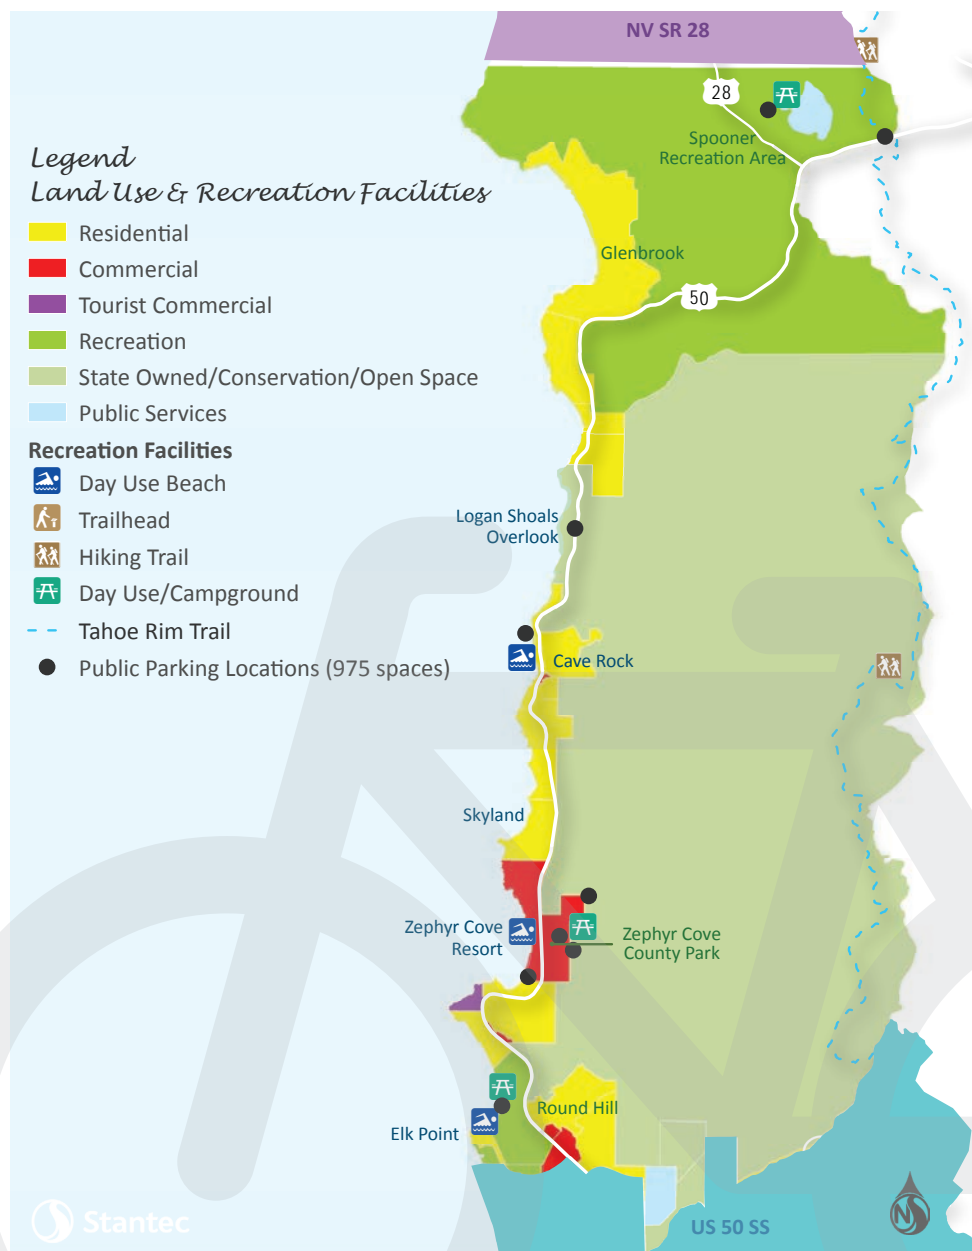 NV SR 28
28
Spooner
Recreation Area
Legend
Land Use & Recreation Facilities
Residential
Commercial
Tourist Commercial
Recreation
State Owned/Conservation/Open Space
Public Services
Recreation Facilities
Day Use Beach
Trailhead
Hiking Trail
Day Use/Campground
Tahoe Rim Trail
Public Parking Locations (975 spaces)
Glenbrook
50
Logan Shoals
Overlook
Cave Rock
Skyland
Zephyr Cove
Resort
Zephyr Cove
County Park
Round Hill
Elk Point
Stantec
US 50 SS
N